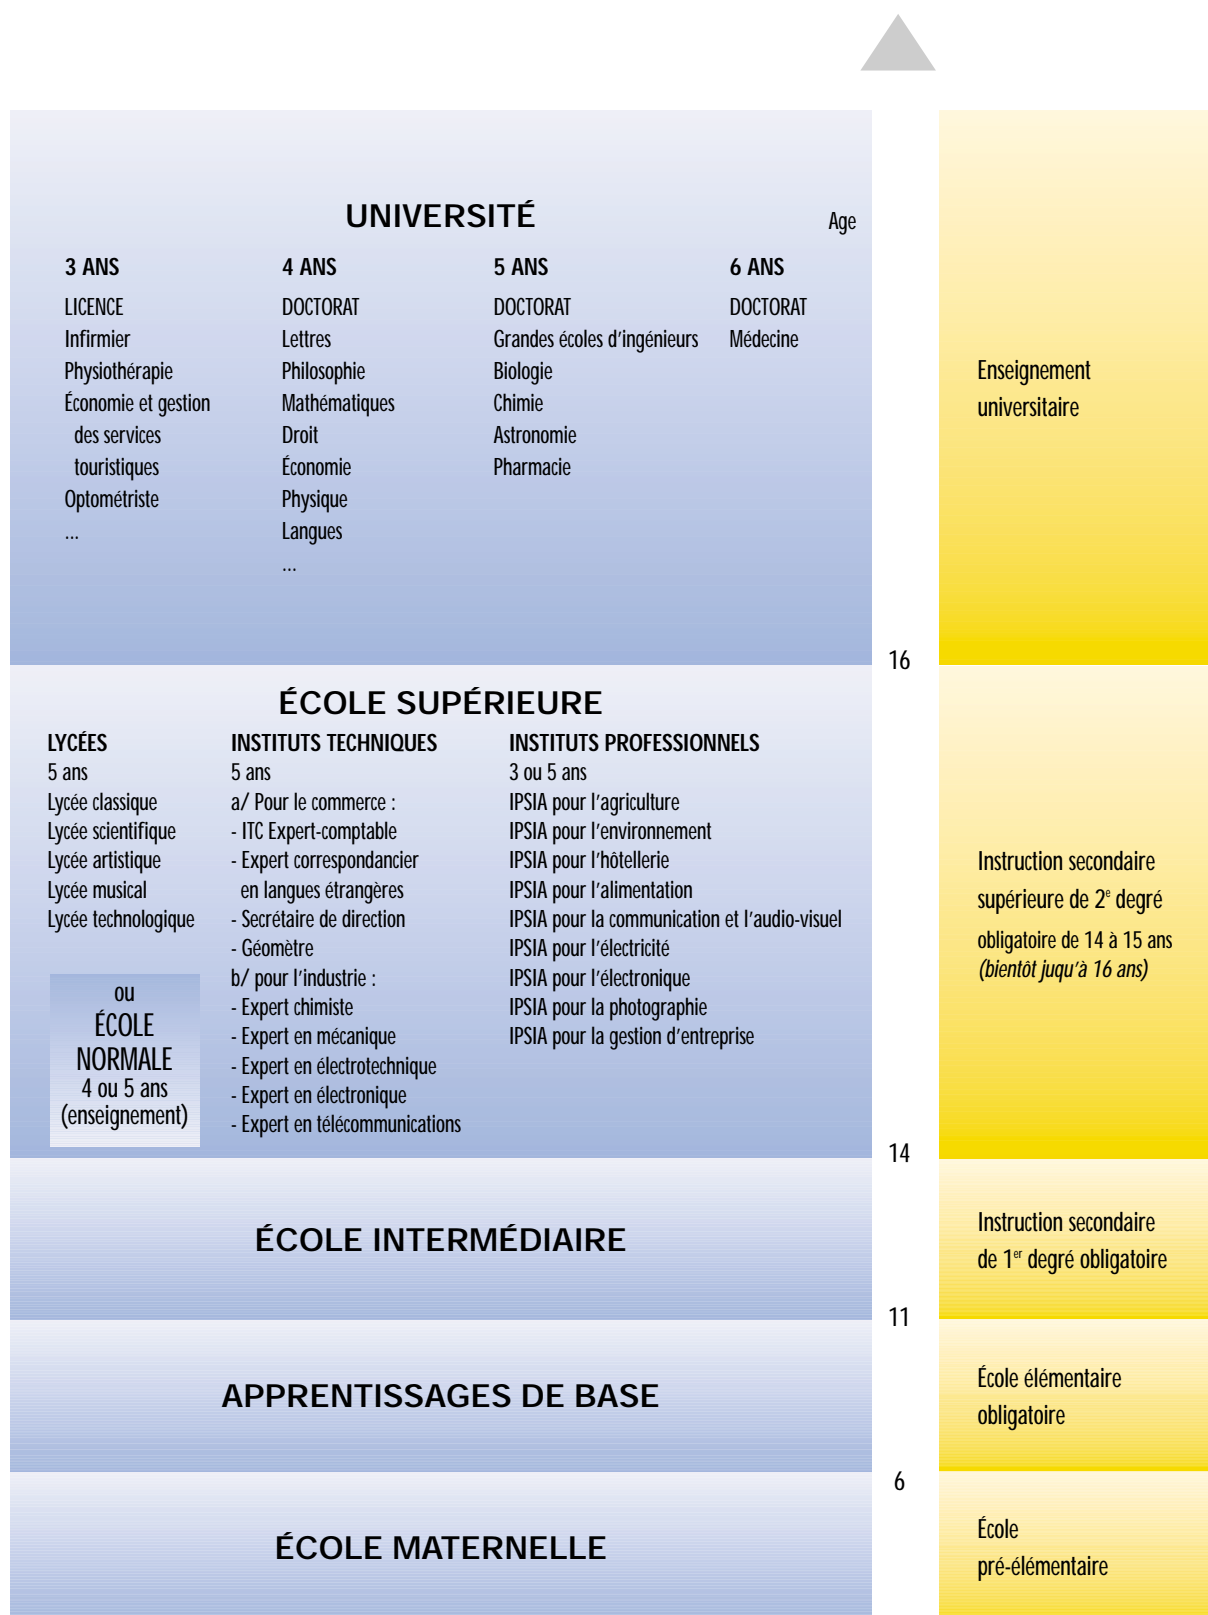 UNIVERSITÉ
Age
3 ANS
LICENCE
Infirmier
Physiothérapie
Économie et gestion
des services
touristiques
Optométriste
...
4 ANS
DOCTORAT
Lettres
Philosophie
Mathématiques
Droit
Économie
Physique
Langues
...
5 ANS
DOCTORAT
Grandes écoles d'ingénieurs
Biologie
Chimie
Astronomie
Pharmacie
6 ANS
DOCTORAT
Médecine
Enseignement
universitaire
16
ÉCOLE SUPÉRIEURE
LYCÉES
5 ans
Lycée classique
Lycée scientifique
Lycée artistique
Lycée musical
Lycée technologique
ou
ÉCOLE
NORMALE
4 ou 5 ans
(enseignement)
INSTITUTS TECHNIQUES
5 ans
a/ Pour le commerce :
- ITC Expert-comptable
- Expert correspondancier
en langues étrangères
- Secrétaire de direction
- Géomètre
b/ pour l'industrie :
- Expert chimiste
- Expert en mécanique
- Expert en électrotechnique
- Expert en électronique
- Expert en télécommunications
INSTITUTS PROFESSIONNELS
3 ou 5 ans
IPSIA pour l'agriculture
IPSIA pour l'environnement
IPSIA pour l'hôtellerie
IPSIA pour l'alimentation
IPSIA pour la communication et l'audio-visuel
IPSIA pour l'électricité
IPSIA pour l'électronique
IPSIA pour la photographie
IPSIA pour la gestion d'entreprise
Instruction secondaire
supérieure de 2e degré
obligatoire de 14 à 15 ans
(bientôt juqu'à 16 ans)
14
ÉCOLE INTERMÉDIAIRE
Instruction secondaire
de 1er degré obligatoire
11
APPRENTISSAGES DE BASE
École élémentaire
obligatoire
6
ÉCOLE MATERNELLE
École
pré-élémentaire